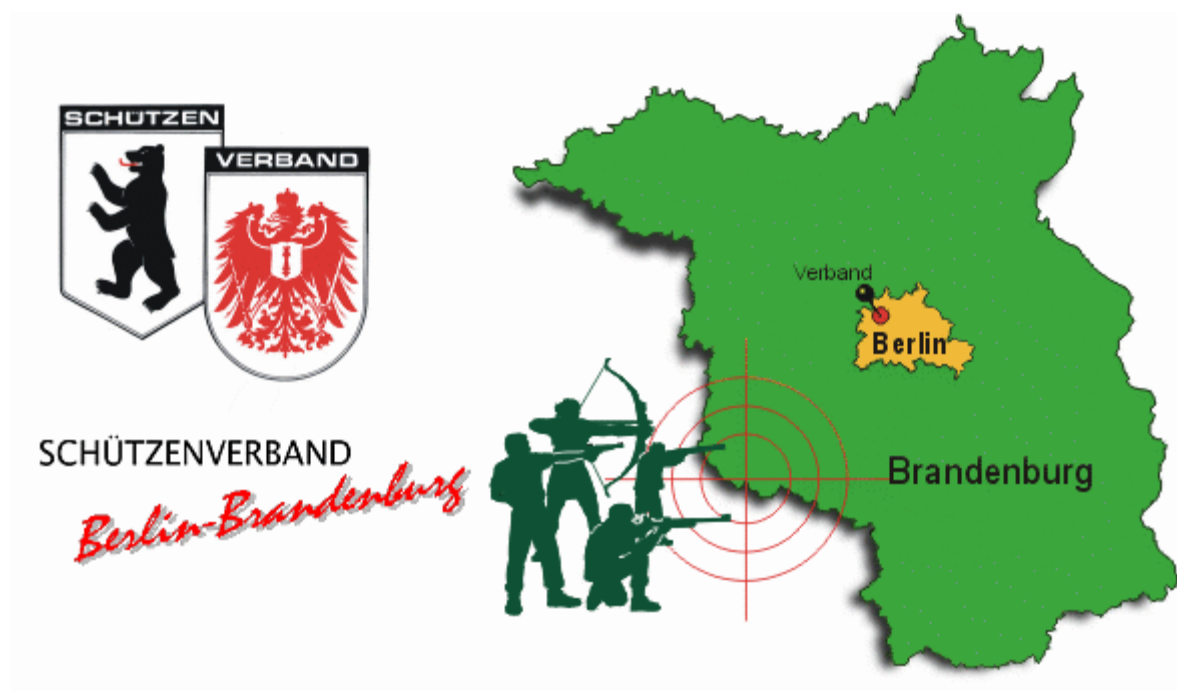 SCHÜTZEN
VERBAND
SCHÜTZENVERBAND
Berlin-Brandenburg
Verband
Berlin
Brandenburg